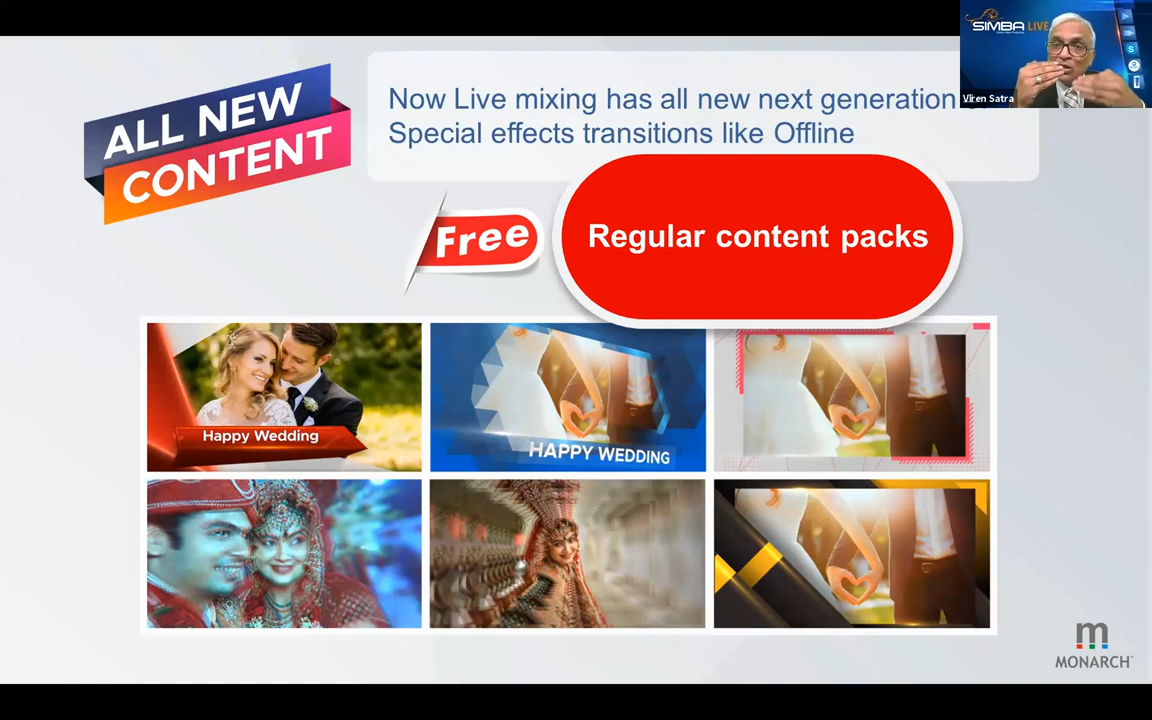 SIMBA LIVE
Viren Satra
ALL NEW
CONTENT
Now Live mixing has all new next generation
Special effects transitions like Offline
Free
Regular content packs
Happy Wedding
HAPPY WEDDING
m
MONARCH